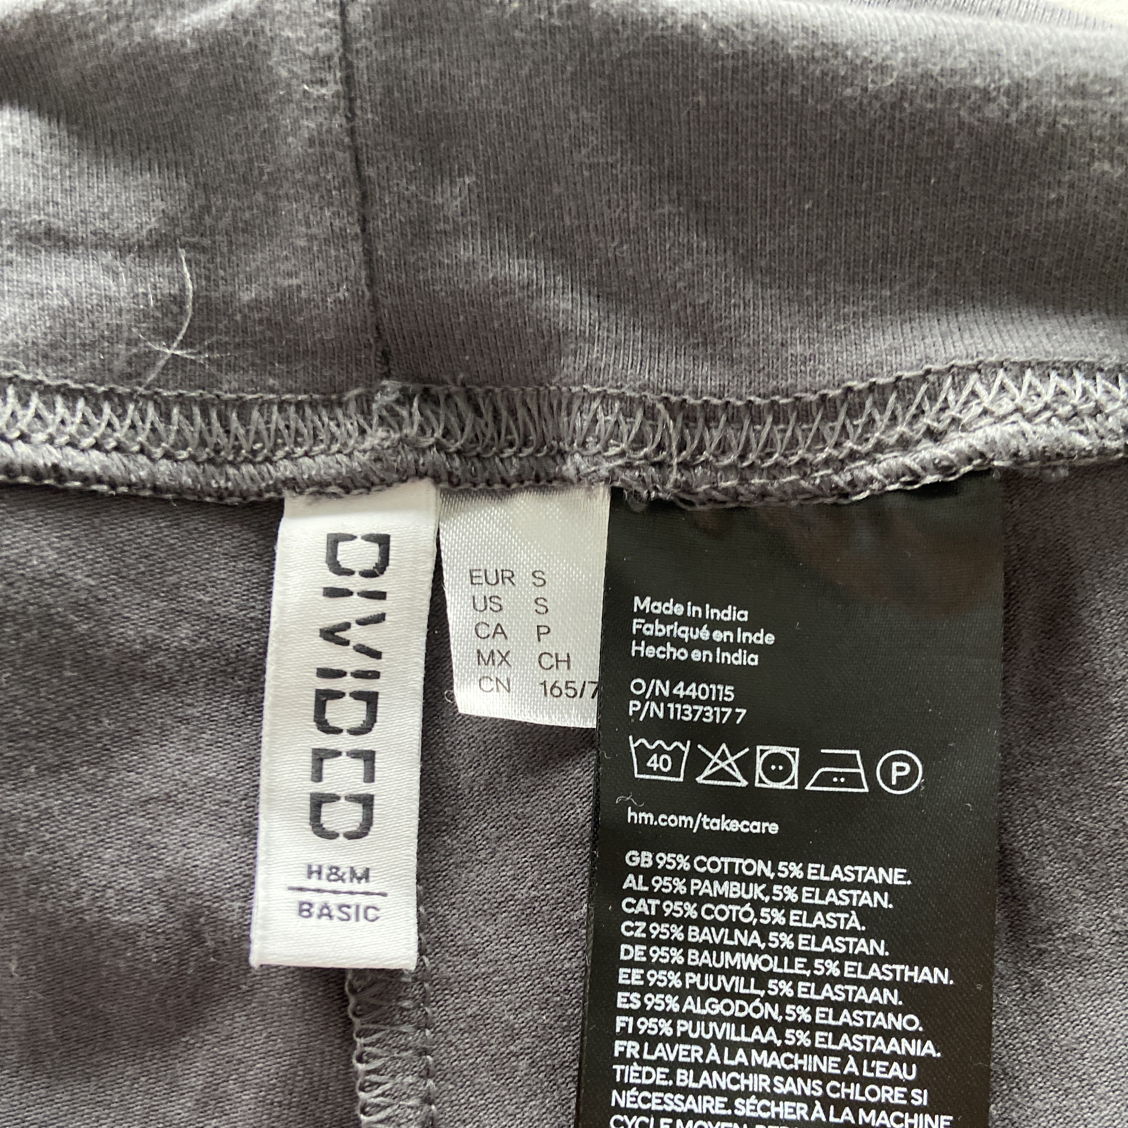 DIVIDED
H&M
BASIC
EUR S
US S
CA P
MX CH
CN 165/7
Made in India
Fabriqué en Inde
Hecho en India
O/N 440115
P/N 1137317 7
40
P
hm.com/takecare
GB 95% COTTON, 5% ELASTANE.
AL 95% PAMBUK, 5% ELASTAN.
CAT 95% COTÓ, 5% ELASTÀ.
CZ 95% BAVLNA, 5% ELASTAN.
DE 95% BAUMWOLLE, 5% ELASTHAN.
EE 95% PUUVILL, 5% ELASTAAN.
ES 95% ALGODÓN, 5% ELASTANO.
FI 95% PUUVILLAA, 5% ELASTAANIA.
FR LAVER À LA MACHINE À L'EAU
TIÈDE. BLANCHIR SANS CHLORE SI
NÉCESSAIRE. SÉCHER À LA MACHINE
CYCLE MOYEN.